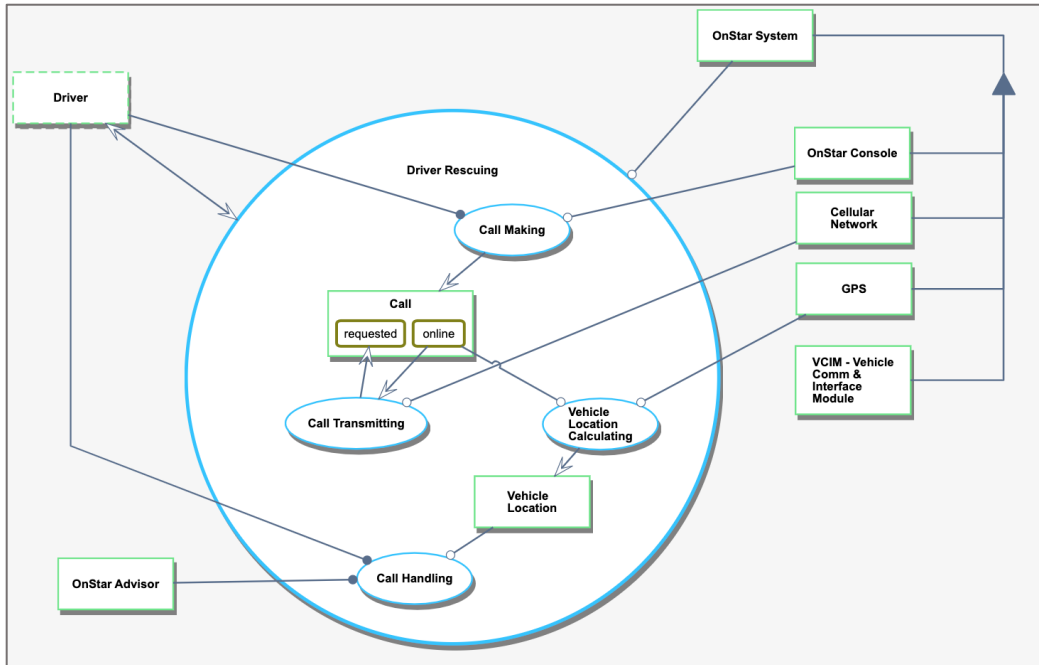 OnStar System
Driver
Driver Rescuing
OnStar Console
Call Making
Cellular
Network
GPS
Call
requested
online
VCIM - Vehicle
Comm &
Interface
Module
Call Transmitting
Vehicle
Location
Calculating
Vehicle
Location
OnStar Advisor
Call Handling